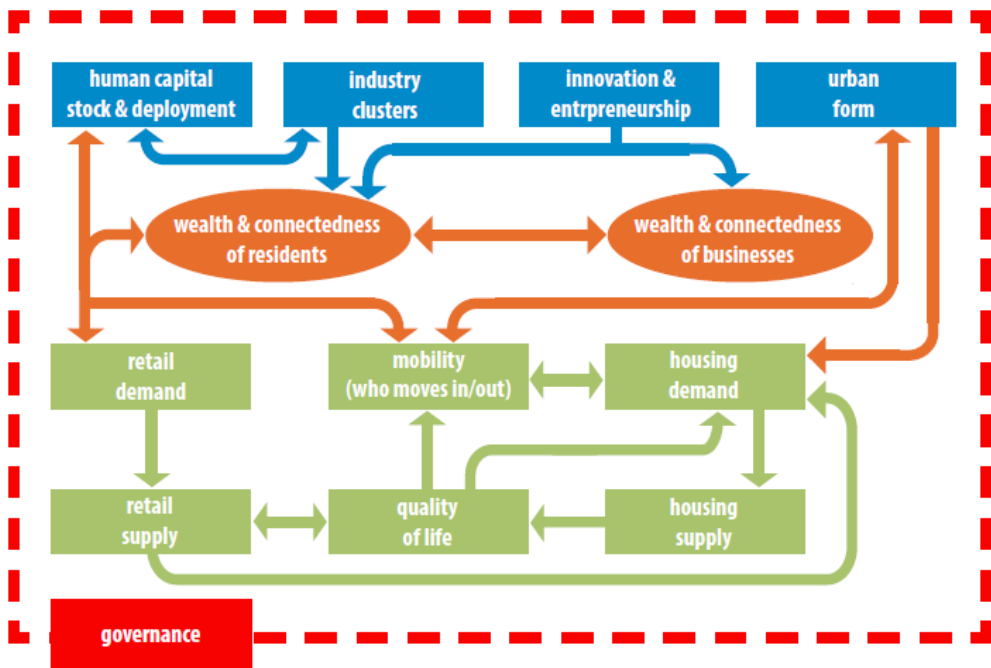 human capital
stock & deployment
industry
clusters
innovation &
entrpreneurship
urban
form
wealth & connectedness
of residents
wealth & connectedness
of businesses
retail
demand
mobility
(who moves in/out)
housing
demand
retail
supply
quality
of life
housing
supply
governance